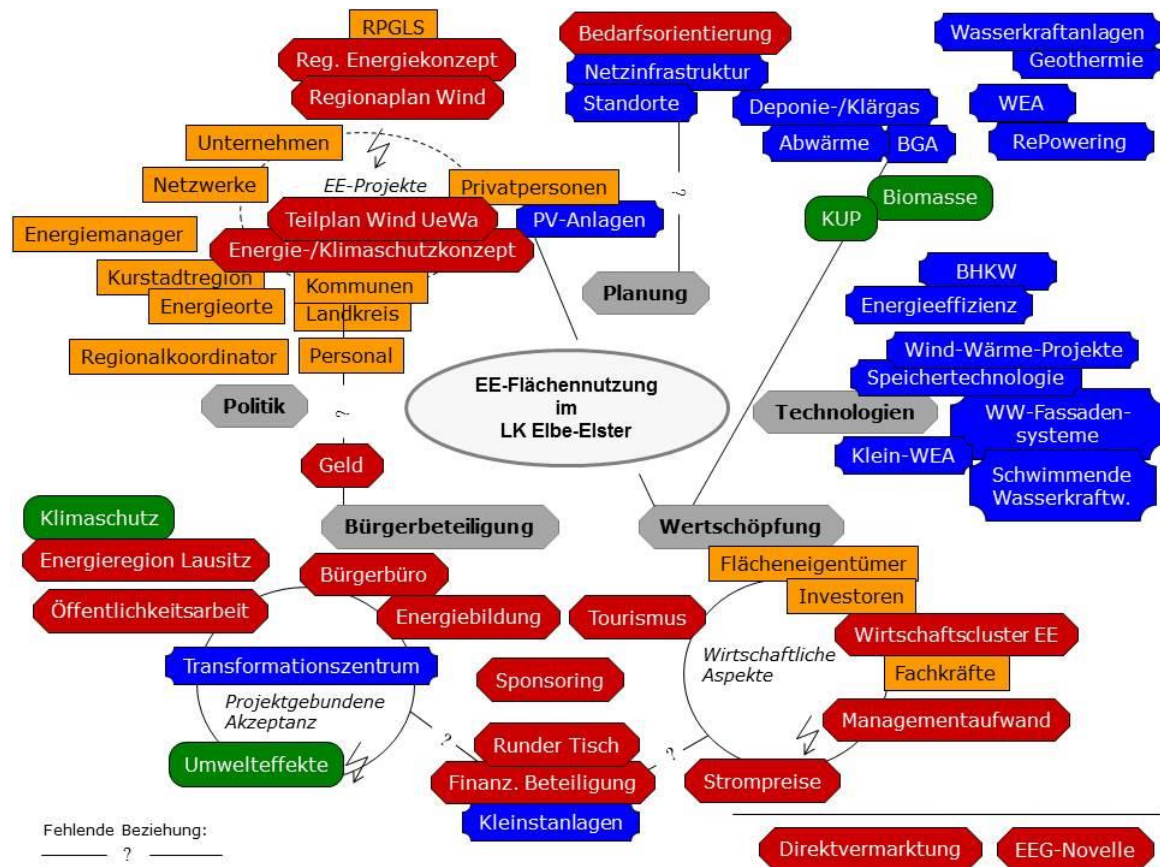 RPGLS
Reg. Energiekonzept
Regionaplan Wind
Bedarfsorientierung
Netzinfrastruktur
Standorte
Wasserkraftanlagen
Geothermie
Deponie-/Klärgas
WEA
Abwärme
BGA
RePowering
Unternehmen
Netzwerke
EE-Projekte
Privatpersonen
?
Biomasse
KUP
Teilplan Wind UeWa
PV-Anlagen
Energiemanager
Energie-/Klimaschutzkonzept
Kurstadtregion
Kommunen
Energieorte
Landkreis
Planung
BHKW
Energieeffizienz
Regionalkoordinator
Personal
Wind-Wärme-Projekte
Speichertechnologie
Politik
?
EE-Flächennutzung
im
LK Elbe-Elster
Technologien
WW-Fassaden-
systeme
Klein-WEA
Geld
Schwimmende
Wasserkraftw.
Klimaschutz
Bürgerbeteiligung
Wertschöpfung
Energieregion Lausitz
Bürgerbüro
Flächeneigentümer
Investoren
Öffentlichkeitsarbeit
Energiebildung
Tourismus
Wirtschaftscluster EE
Transformationszentrum
Sponsoring
Wirtschaftliche
Aspekte
Fachkräfte
Projektgebundene
Akzeptanz
Managementaufwand
?
Runder Tisch
?
Umwelteffekte
Finanz. Beteiligung
Strompreise
Kleinstanlagen
Fehlende Beziehung:
?
Direktvermarktung
EEG-Novelle